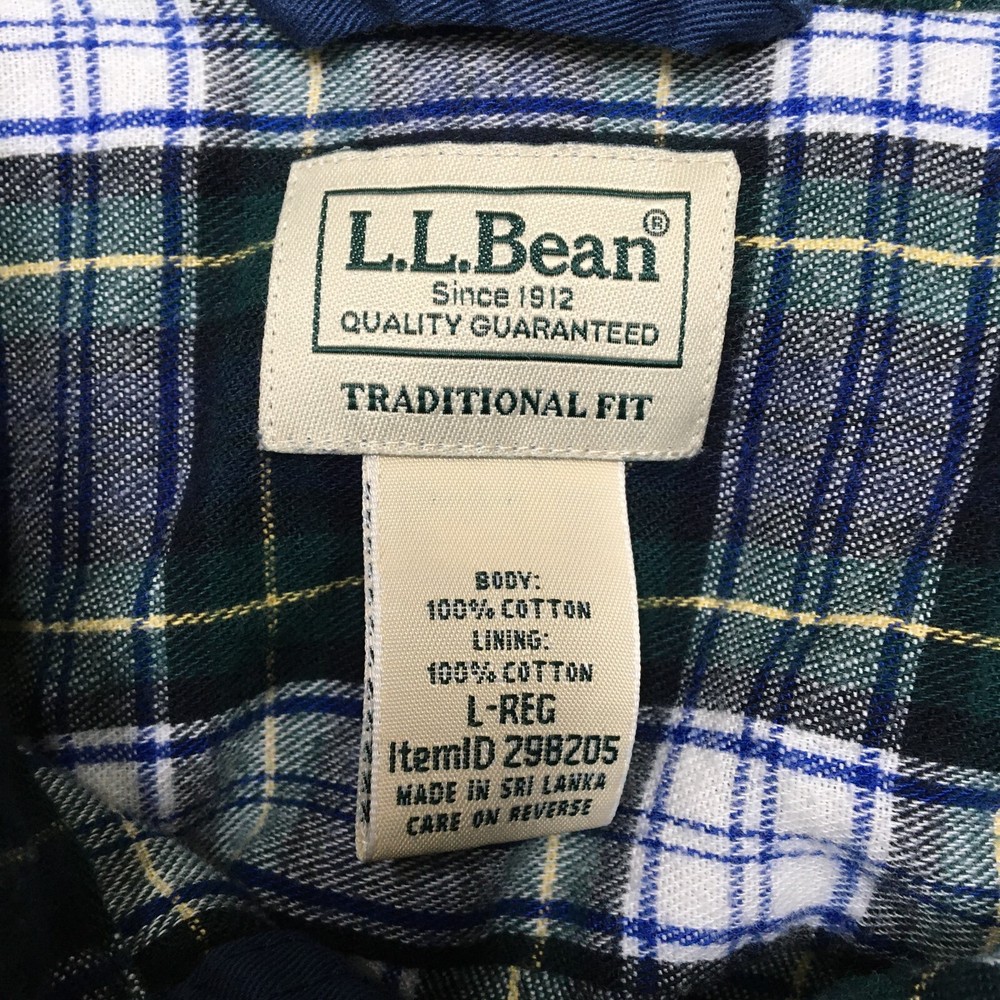 L.L.Bean®
Since 1912
QUALITY GUARANTEED
TRADITIONAL FIT
BODY:
100% COTTON
LINING:
100% COTTON
L-REG
ItemID 298205
MADE IN SRI LANKA
CARE ON REVERSE